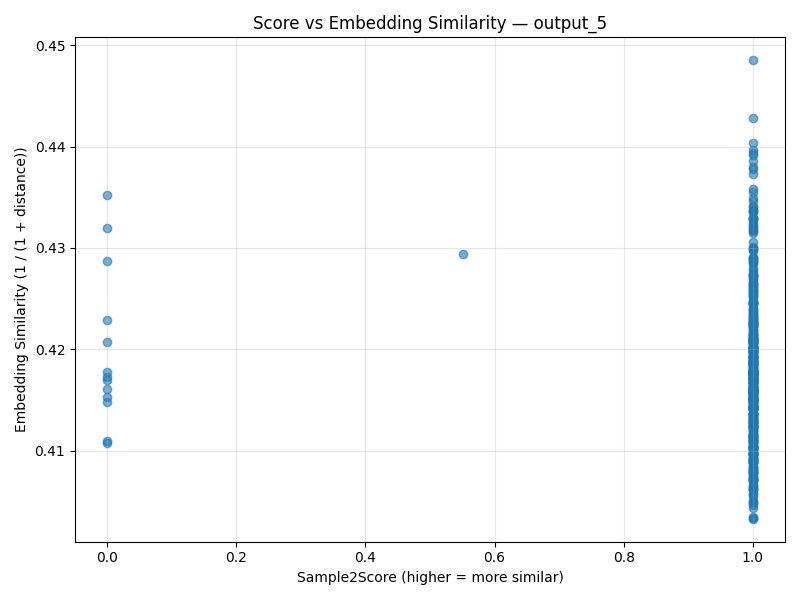 Score vs Embedding Similarity — output_5
Embedding Similarity (1 / (1 + distance))
0.45
0.44
0.43
0.42
0.41
0.0 0.2 0.4 0.6 0.8 1.0
Sample2Score (higher = more similar)